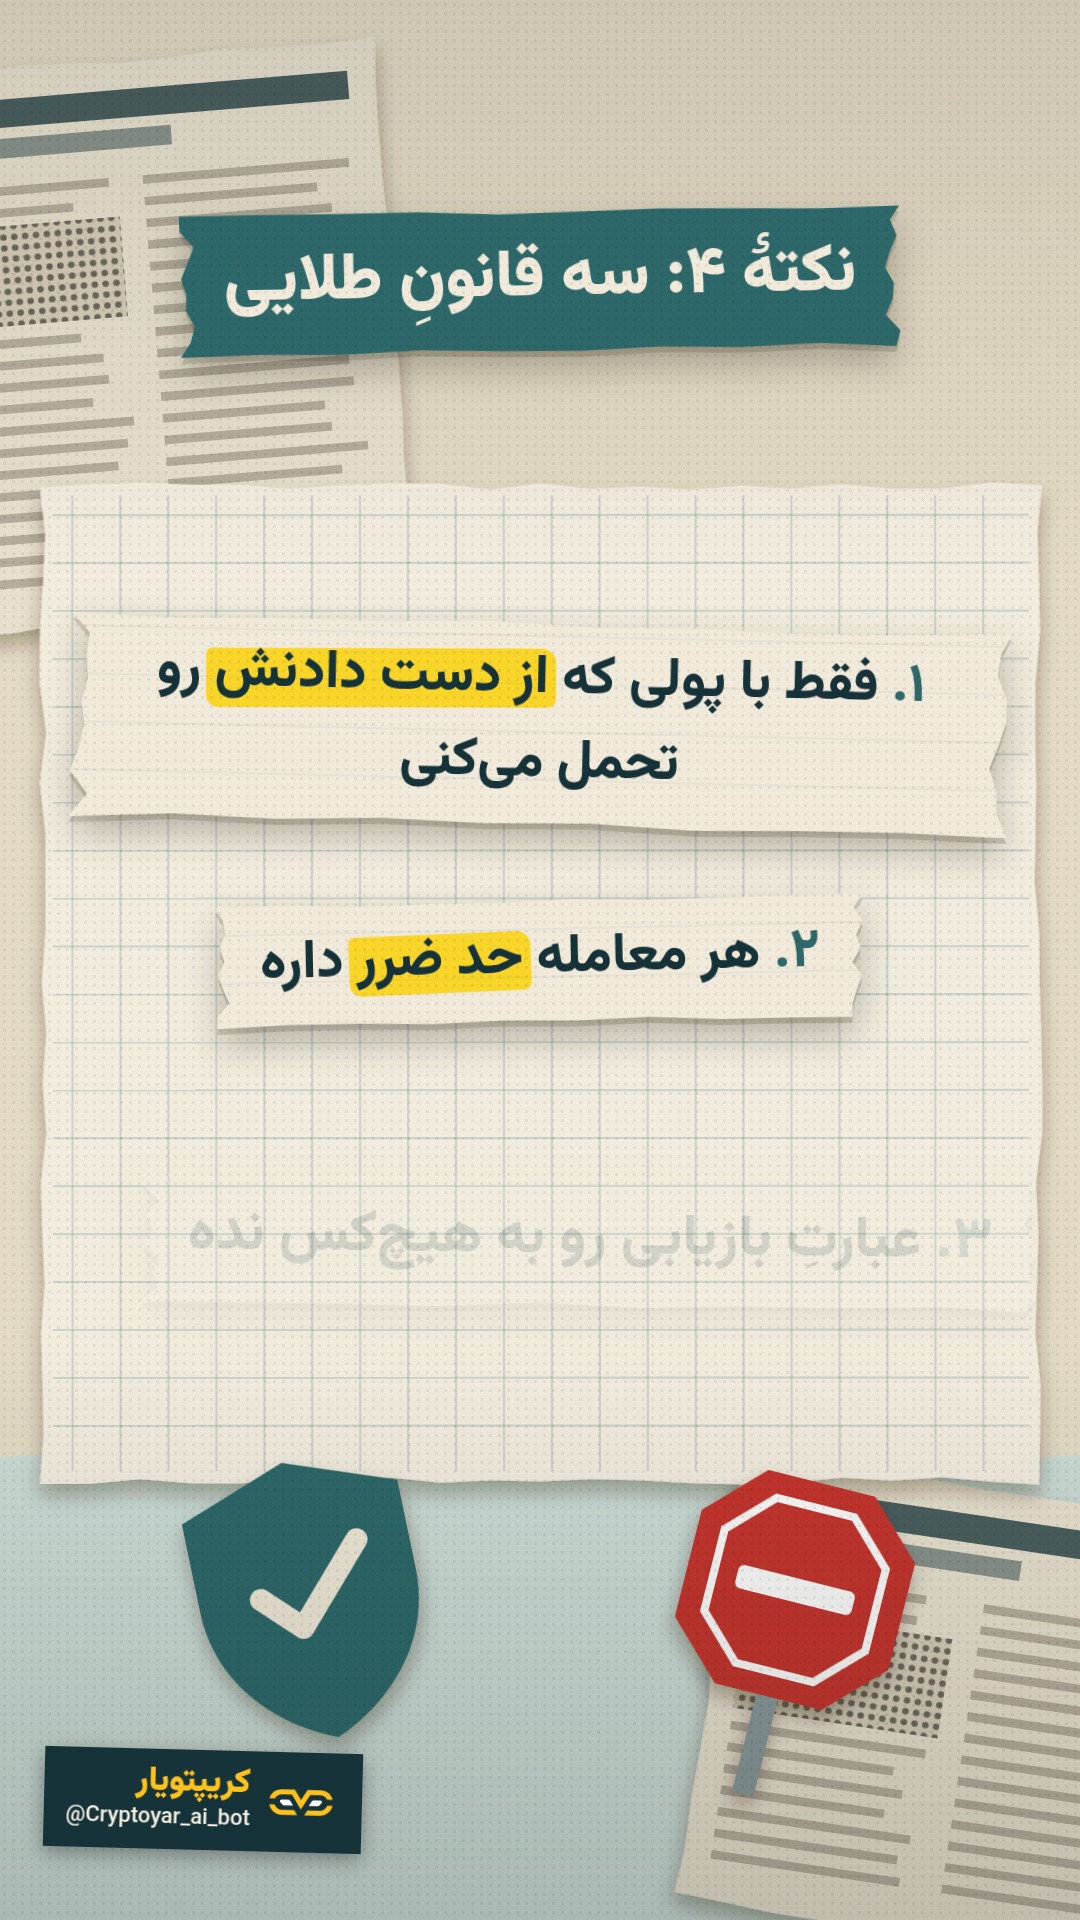 نکتهٔ ۴: سه قانونِ طلایی
۱. فقط با پولی که از دست دادنش رو
تحمل می‌کنی
۲. هر معامله حد ضرر داره
۳. عبارتِ بازیابی رو به هیچ‌کس نده
کریپتویار
@Cryptoyar_ai_bot